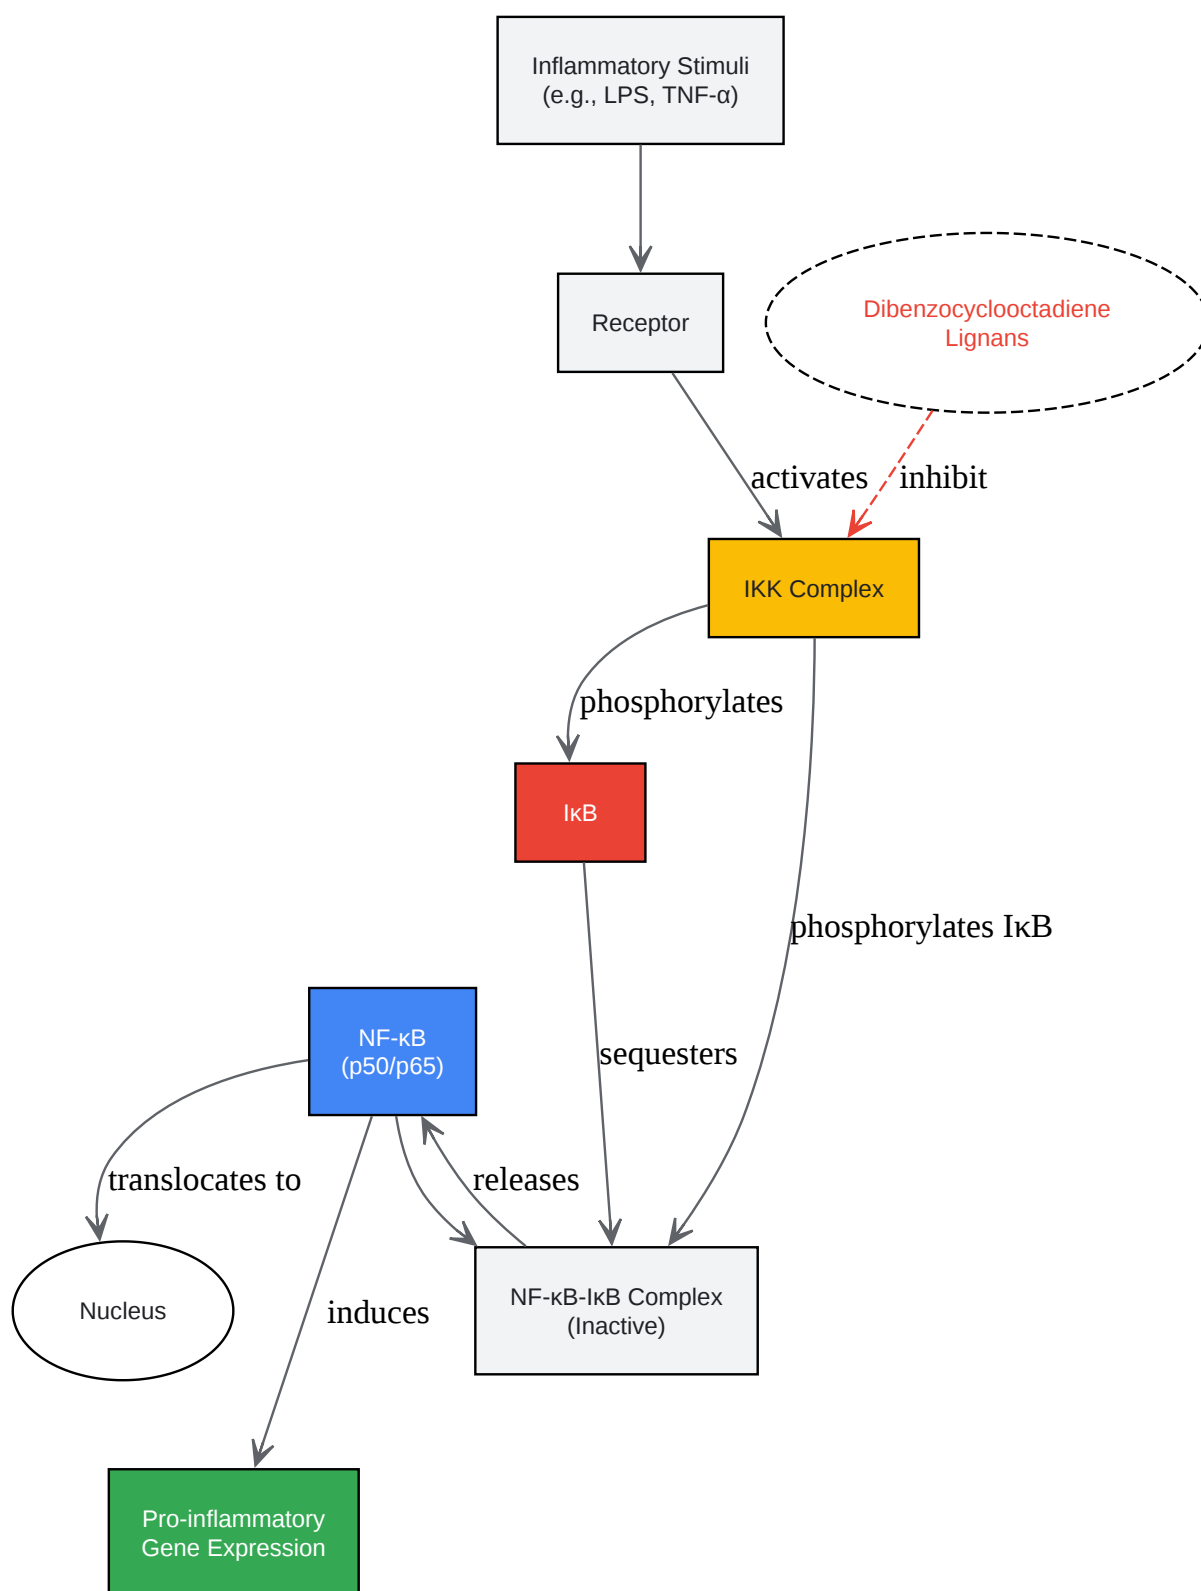 Inflammatory Stimuli
(e.g., LPS, TNF-α)
Receptor
Dibenzocyclooctadiene
Lignans
activates
inhibit
IKK Complex
phosphorylates
IκB
phosphorylates IκB
NF-κB
(p50/p65)
sequesters
translocates to
releases
Nucleus
induces
NF-κB-IκB Complex
(Inactive)
Pro-inflammatory
Gene Expression